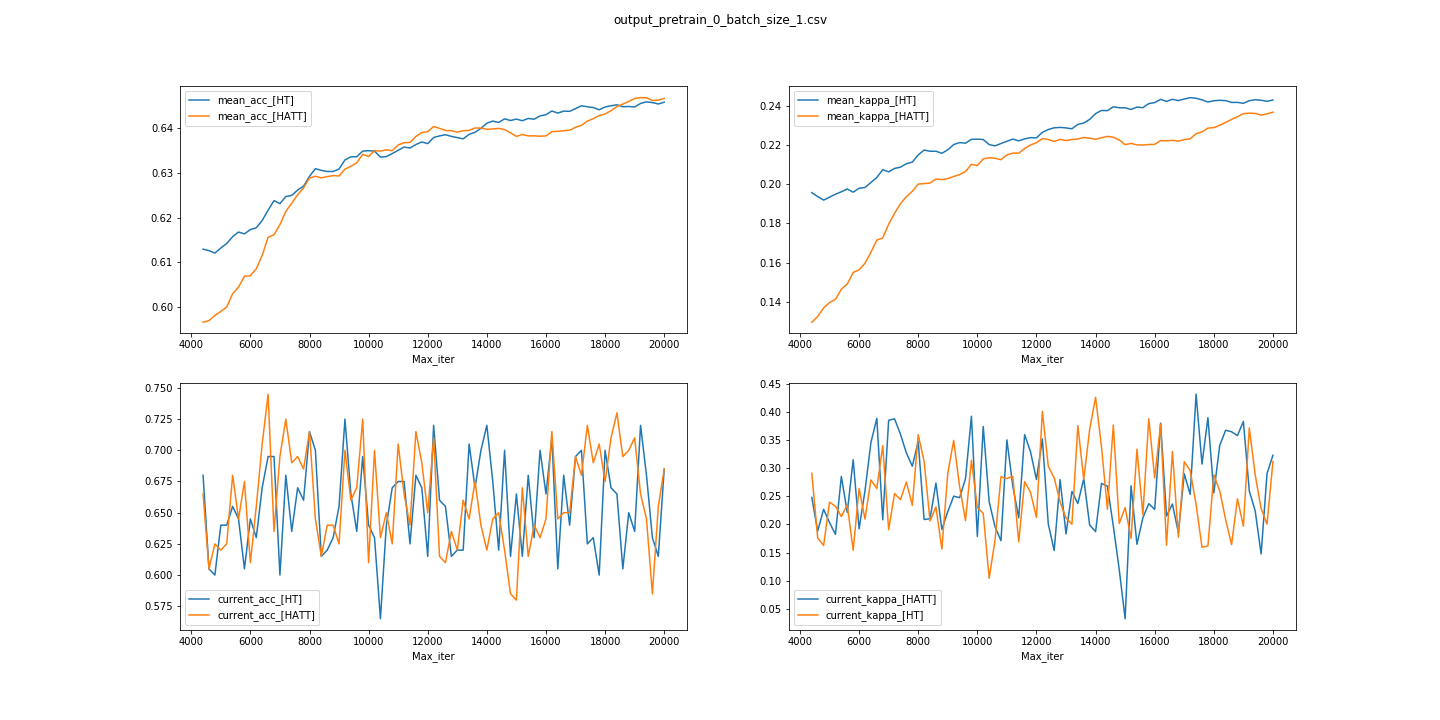 output_pretrain_0_batch_size_1.csv
mean_acc_[HT]
mean_acc_[HATT]
0.64
0.63
0.62
0.61
0.60
4000 6000 8000 10000 12000 14000 16000 18000 20000
Max_iter
mean_kappa_[HT]
mean_kappa_[HATT]
0.24
0.22
0.20
0.18
0.16
0.14
4000 6000 8000 10000 12000 14000 16000 18000 20000
Max_iter
0.750
0.725
0.700
0.675
0.650
0.625
0.600
0.575
current_acc_[HT]
current_acc_[HATT]
4000 6000 8000 10000 12000 14000 16000 18000 20000
Max_iter
0.45
0.40
0.35
0.30
0.25
0.20
0.15
0.10
0.05
current_kappa_[HATT]
current_kappa_[HT]
4000 6000 8000 10000 12000 14000 16000 18000 20000
Max_iter